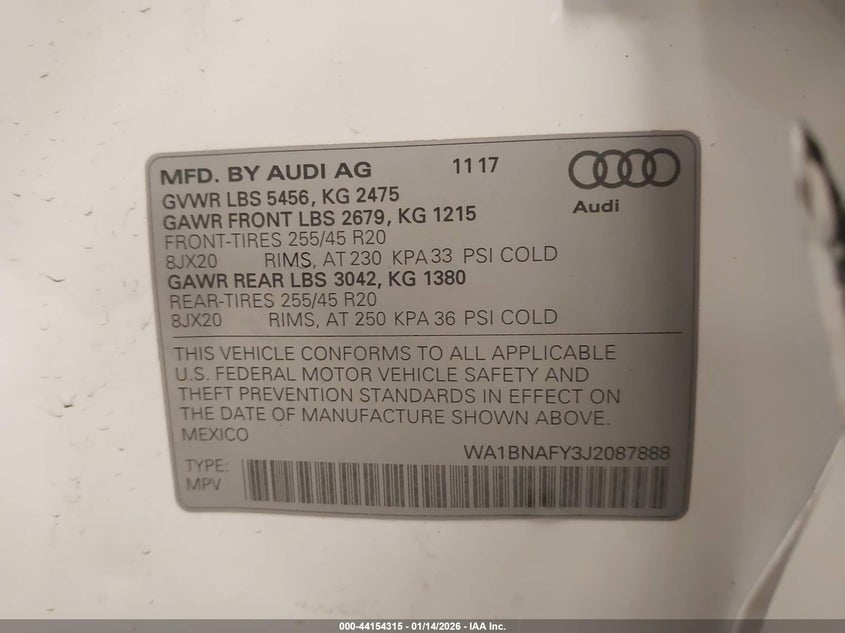 MFD. BY AUDI AG 11 17
GVWR LBS 5456, KG 2475
GAWR FRONT LBS 2679, KG 1215
FRONT-TIRES 255/45 R20
8JX20 RIMS, AT 230 KPA 33 PSI COLD
GAWR REAR LBS 3042, KG 1380
REAR-TIRES 255/45 R20
8JX20 RIMS, AT 250 KPA 36 PSI COLD
Audi
THIS VEHICLE CONFORMS TO ALL APPLICABLE
U.S. FEDERAL MOTOR VEHICLE SAFETY AND
THEFT PREVENTION STANDARDS IN EFFECT ON
THE DATE OF MANUFACTURE SHOWN ABOVE.
MEXICO
WA1BNAFY3J2087888
TYPE:
MPV
000-44154315 - 01/14/2026 - IAA Inc.